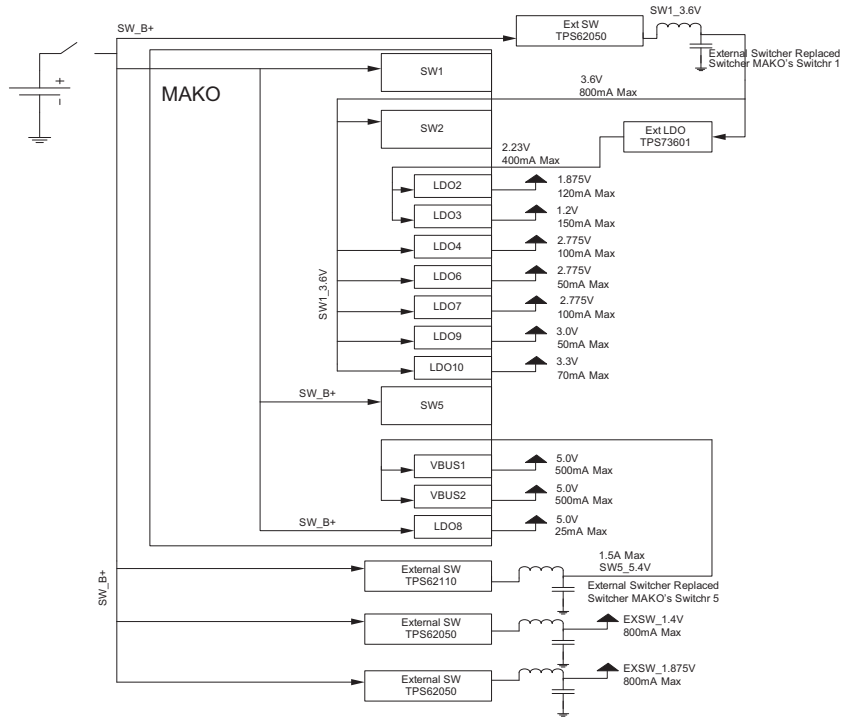 SW1_3.6V
SW_B+
Ext SW
TPS62050
External Switcher Replaced
Switcher MAKO's Switchr 1
MAKO
SW1
3.6V
800mA Max
SW2
Ext LDO
TPS73601
2.23V
400mA Max
LDO2
1.875V
120mA Max
LDO3
1.2V
150mA Max
LDO4
2.775V
100mA Max
SW1_3.6V
LDO6
2.775V
50mA Max
LDO7
2.775V
100mA Max
LDO9
3.0V
50mA Max
LDO10
3.3V
70mA Max
SW_B+
SW5
VBUS1
5.0V
500mA Max
VBUS2
5.0V
500mA Max
SW_B+
LDO8
5.0V
25mA Max
SW_B+
External SW
TPS62110
1.5A Max
SW5_5.4V
External Switcher Replaced
Switcher MAKO's Switchr 5
External SW
TPS62050
EXSW_1.4V
800mA Max
External SW
TPS62050
EXSW_1.875V
800mA Max